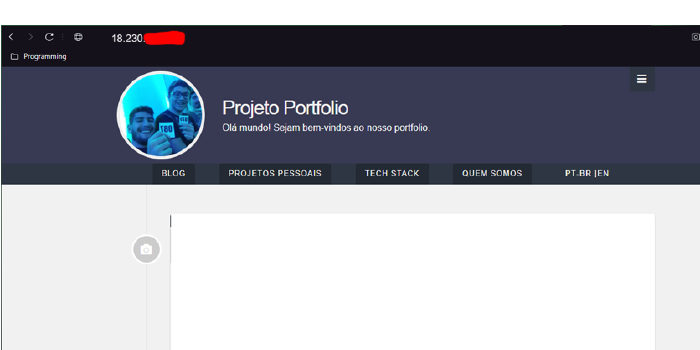 18.230.
Programming
Projeto Portfolio
Olá mundo! Sejam bem-vindos ao nosso portfolio.
BLOG
PROJETOS PESSOAIS
TECH STACK
QUEM SOMOS
PT-BR |EN